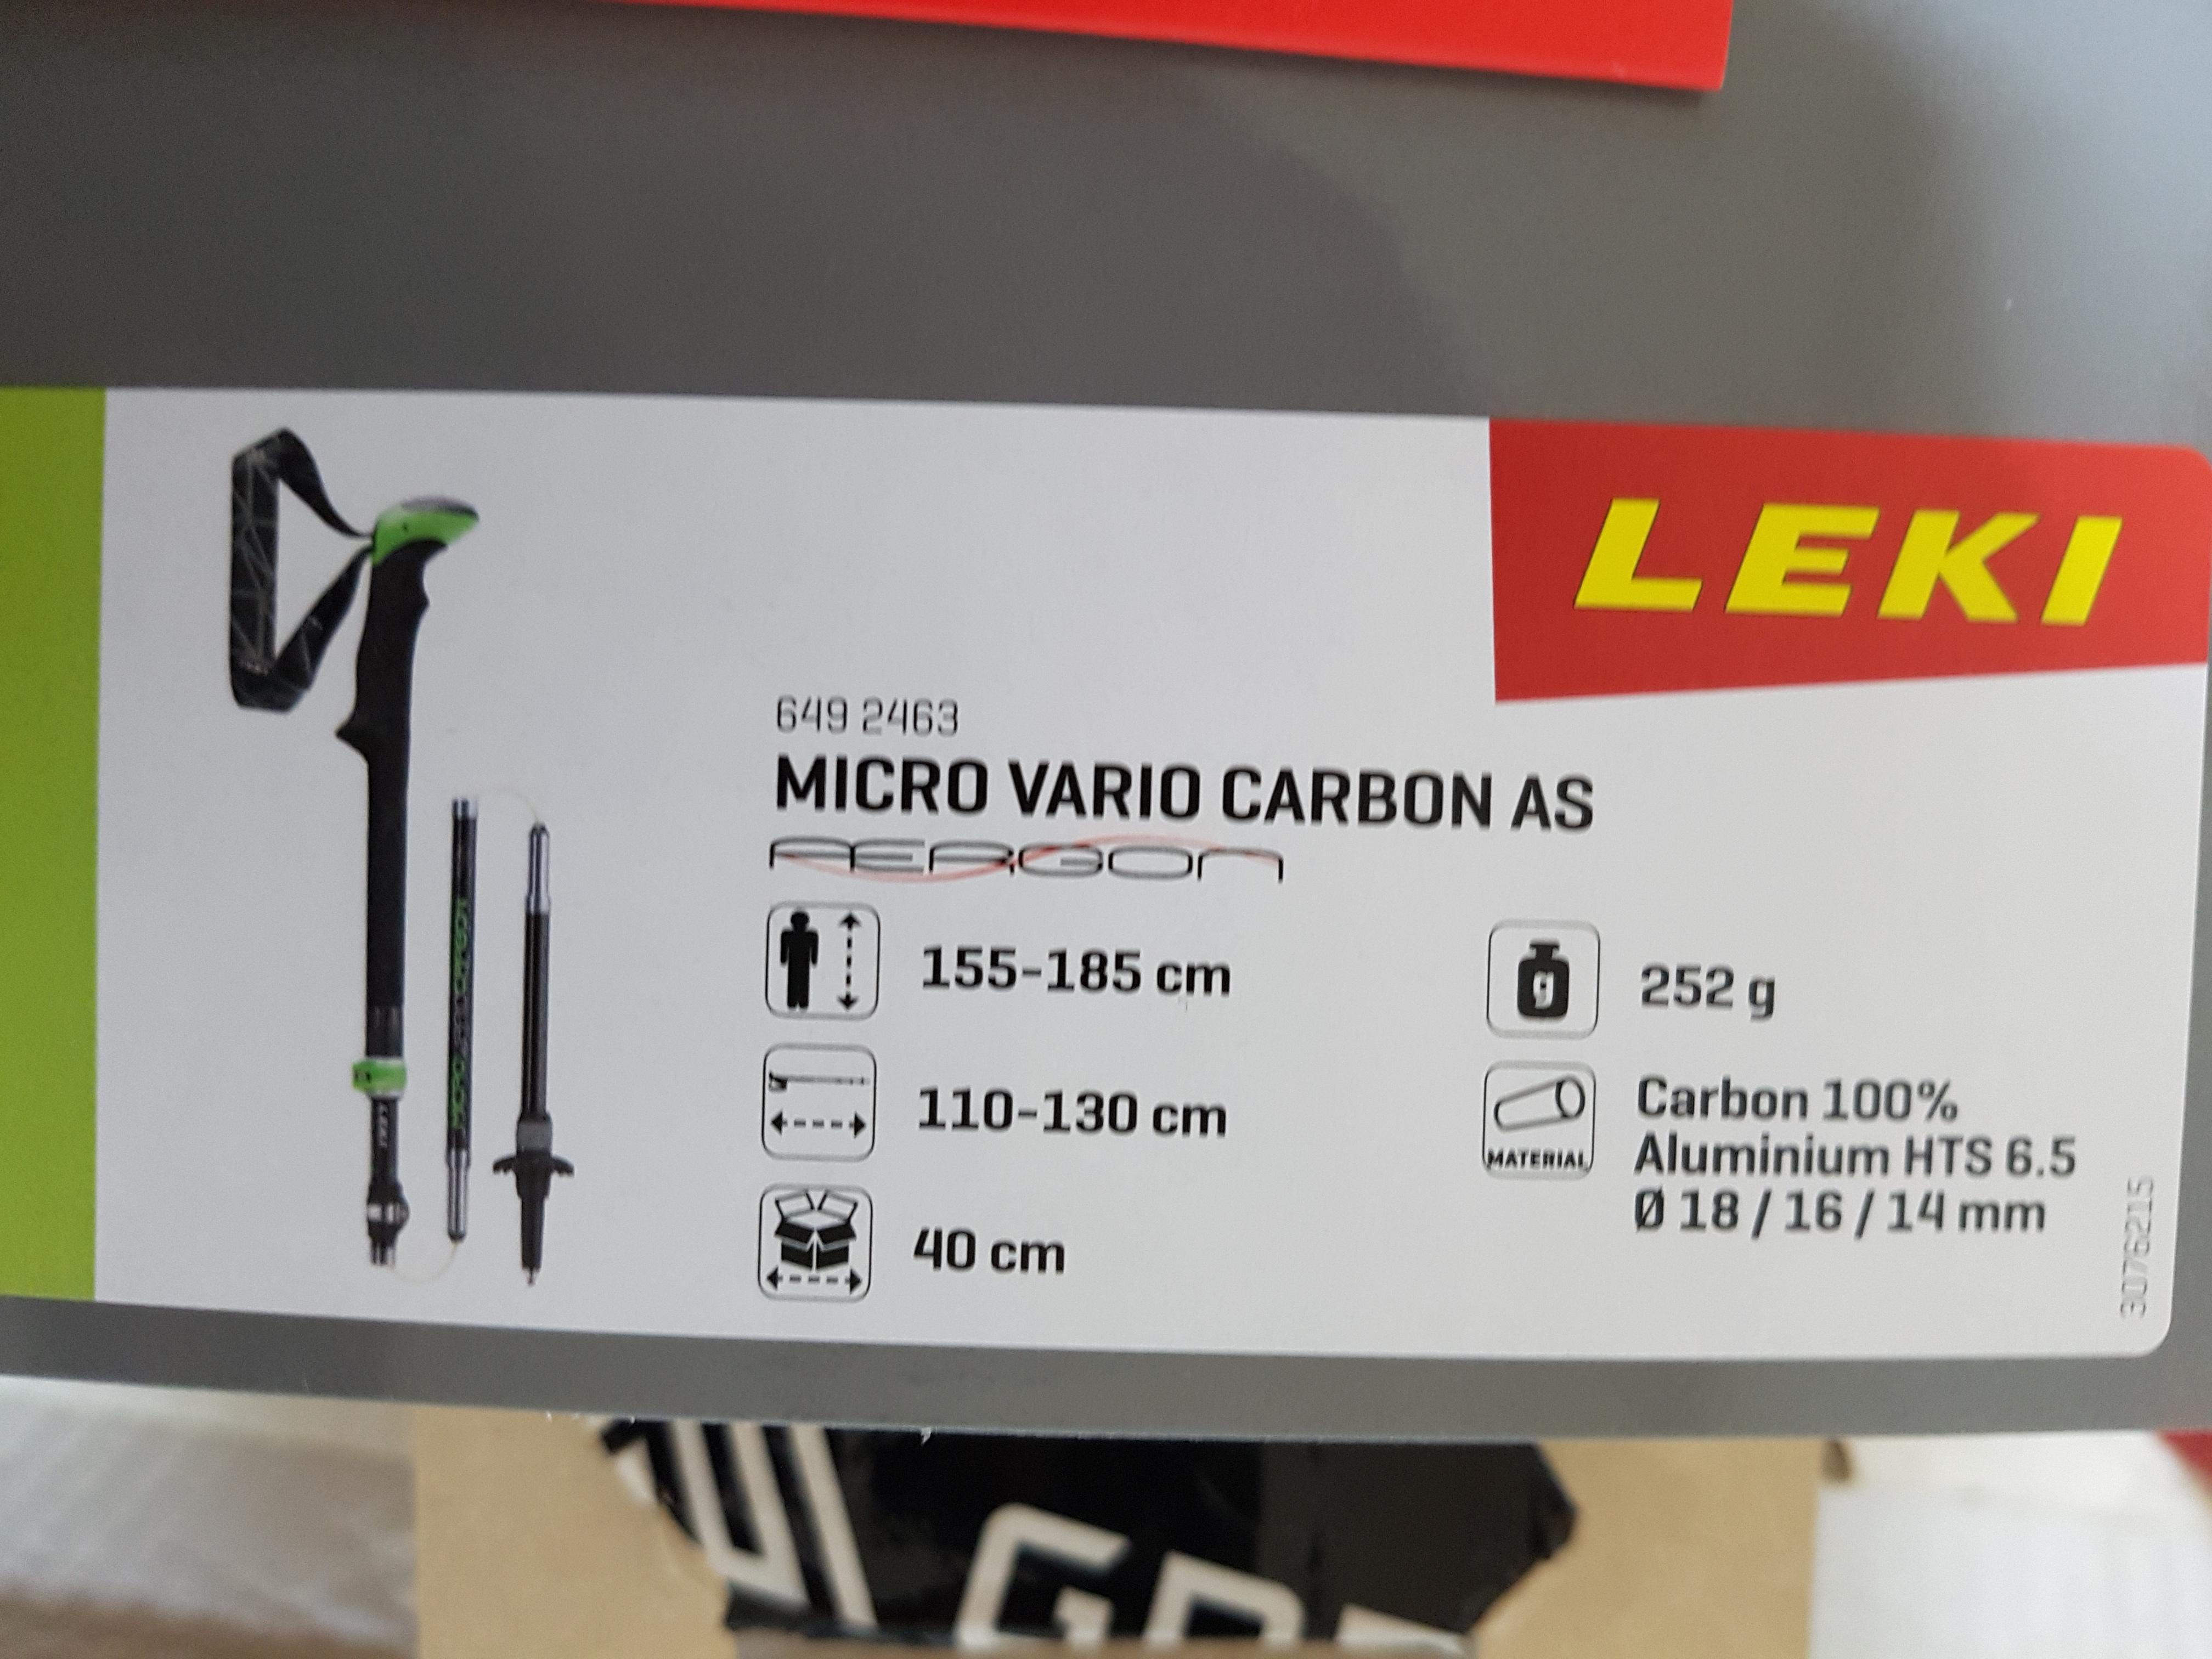 LEKI
649 2463
MICRO VARIO CARBON AS
AERGON
155-185 cm
110-130 cm
40 cm
g
252 g
MATERIAL
Carbon 100%
Aluminium HTS 6.5
Ø 18 / 16 / 14 mm
3076215